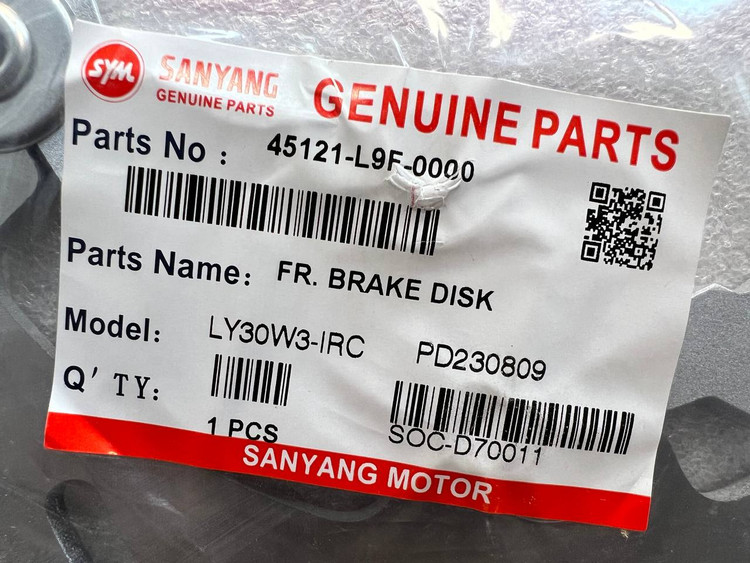 SYM
SANYANG
GENUINE PARTS
GENUINE PARTS
Parts No : 45121-L9F-0000
Parts Name: FR. BRAKE DISK
Model: LY30W3-IRC PD230809
Q' TY:
1 PCS
SOC-D70011
SANYANG MOTOR